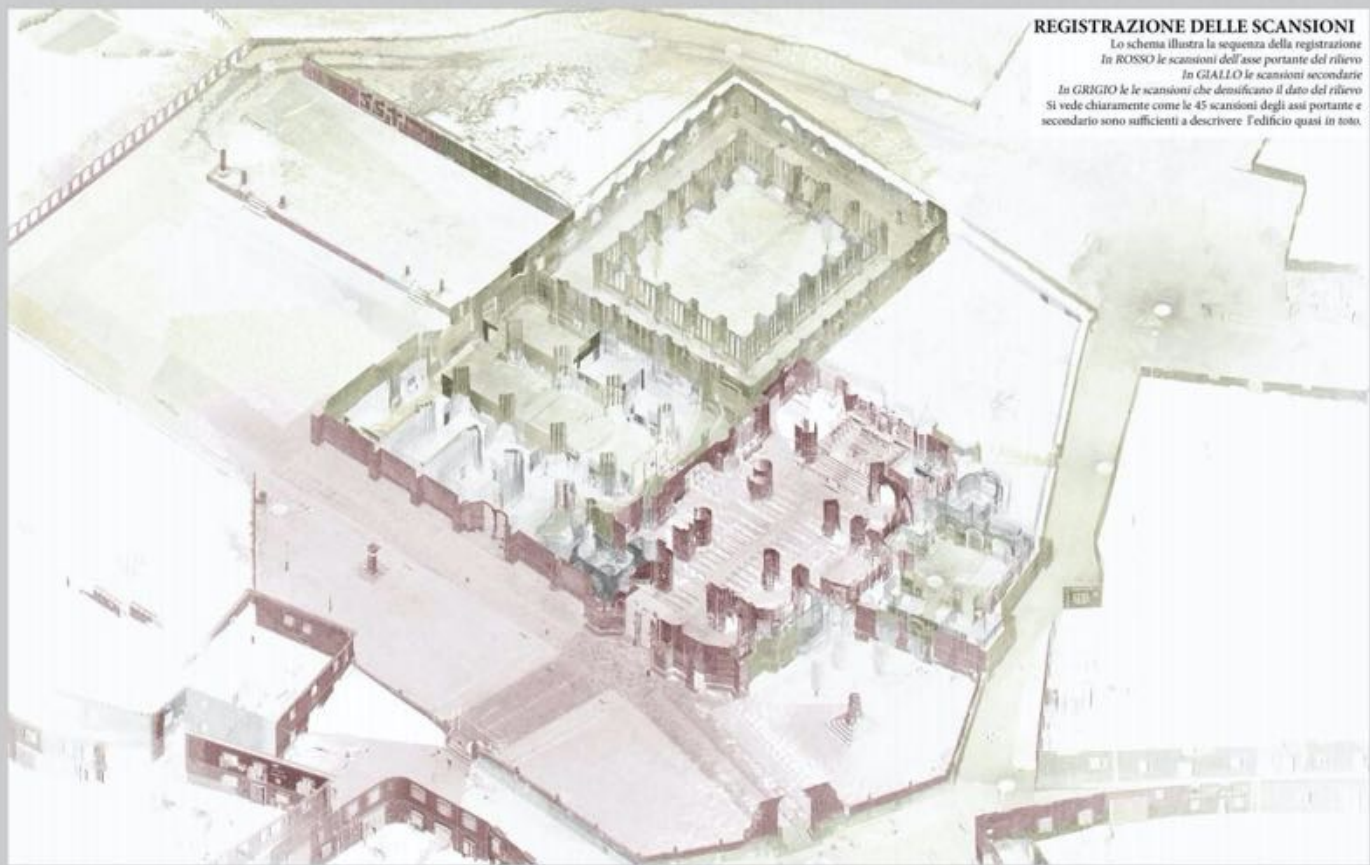 REGISTRAZIONE DELLE SCANSIONI
Lo schema illustra la sequenza della registrazione
In ROSSO le scansioni dell'asse portante del rilievo
In GIALLO le scansioni secondarie
In GRIGIO le le scansioni che densificano il dato del rilievo
Si vede chiaramente come le 45 scansioni degli assi portante e
secondario sono sufficienti a descrivere l'edificio quasi in toto.